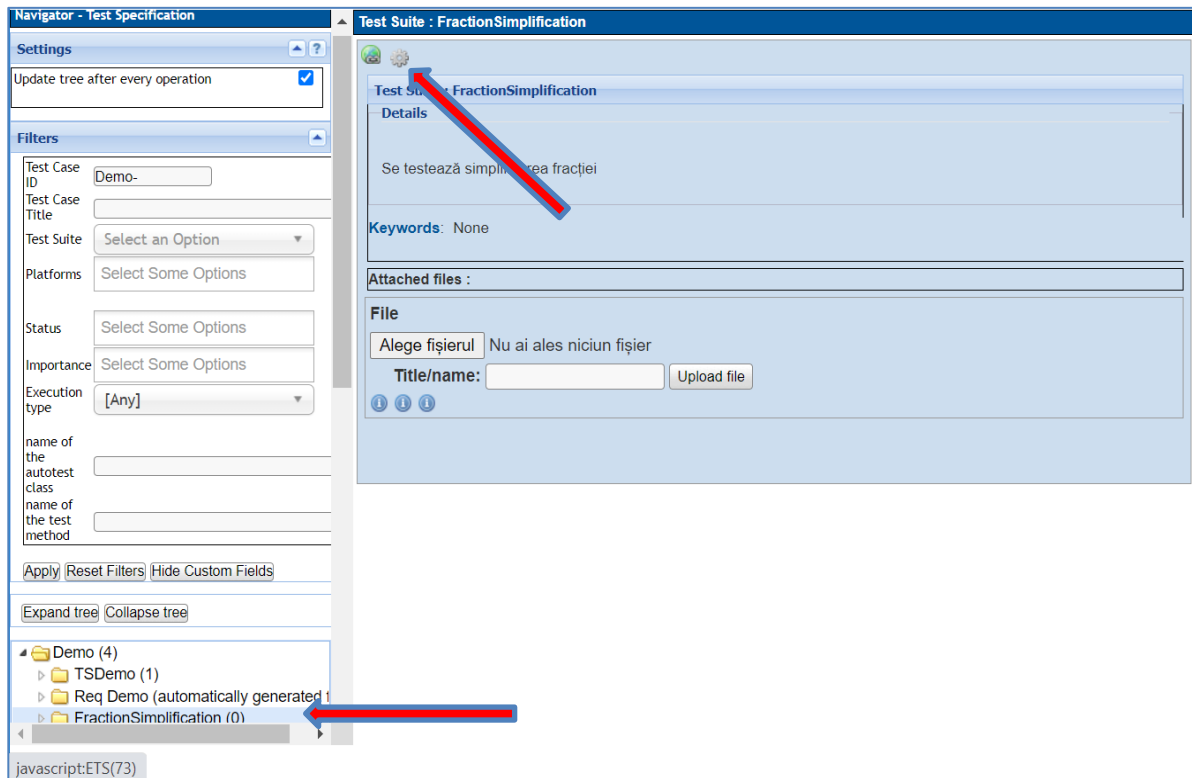 Navigator - Test Specification
Settings
?
Update tree after every operation
Filters
Test Case
ID
Demo-
Test Case
Title
Test Suite
Select an Option
Platforms
Select Some Options
Status
Select Some Options
Importance
Select Some Options
Execution
type
[Any]
name of
the
autotest
class
name of
the test
method
Apply Reset Filters Hide Custom Fields
Expand tree Collapse tree
Demo (4)
TSDemo (1)
Req Demo (automatically generated
FractionSimplification (0)
javascript:ETS(73)
Test Suite : FractionSimplification
Test : FractionSimplification
Details
Se testează fracției
Keywords: None
Attached files :
File
Alege fișierul Nu ai ales niciun fișier
Title/name: Upload file